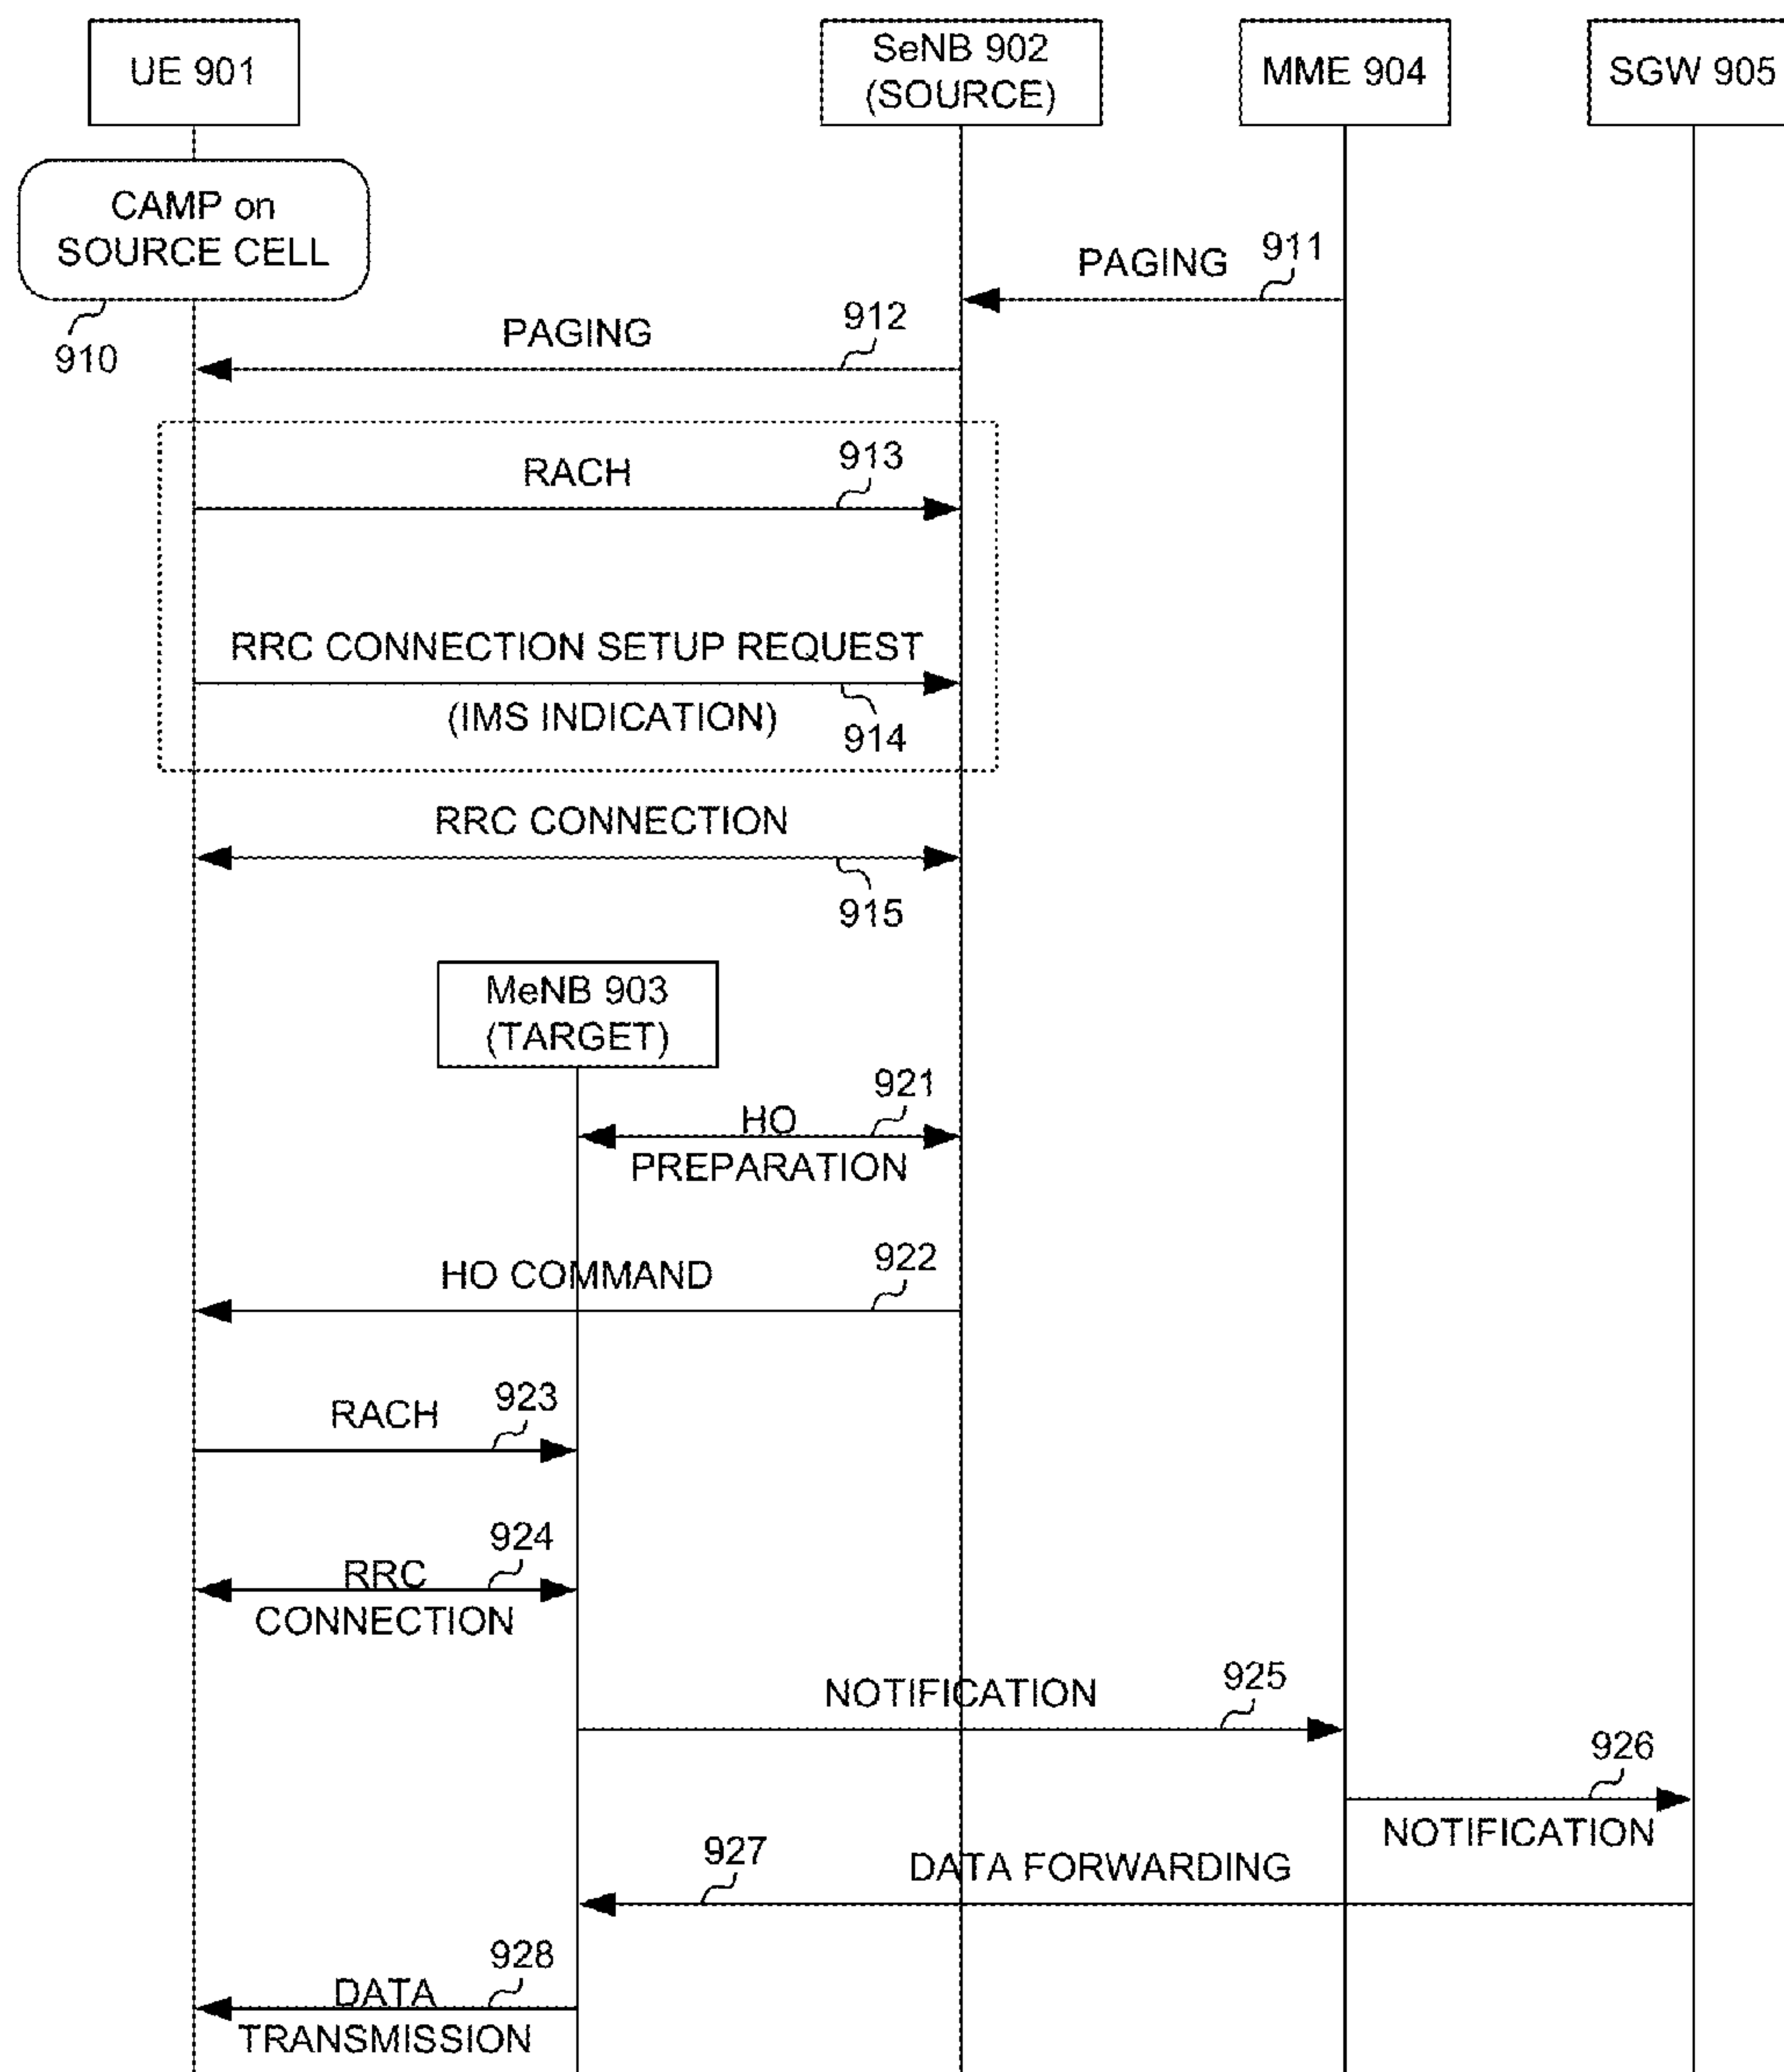 UE 901
SeNB 902
(SOURCE)
MME 904
SGW 905
CAMP on
SOURCE CELL
910
PAGING
911
PAGING
912
RACH
913
RRC CONNECTION SETUP REQUEST
(IMS INDICATION)
914
RRC CONNECTION
915
MeNB 903
(TARGET)
921
HO
PREPARATION
HO COMMAND
922
RACH
923
924
RRC
CONNECTION
NOTIFICATION
925
926
NOTIFICATION
927
DATA FORWARDING
928
DATA
TRANSMISSION